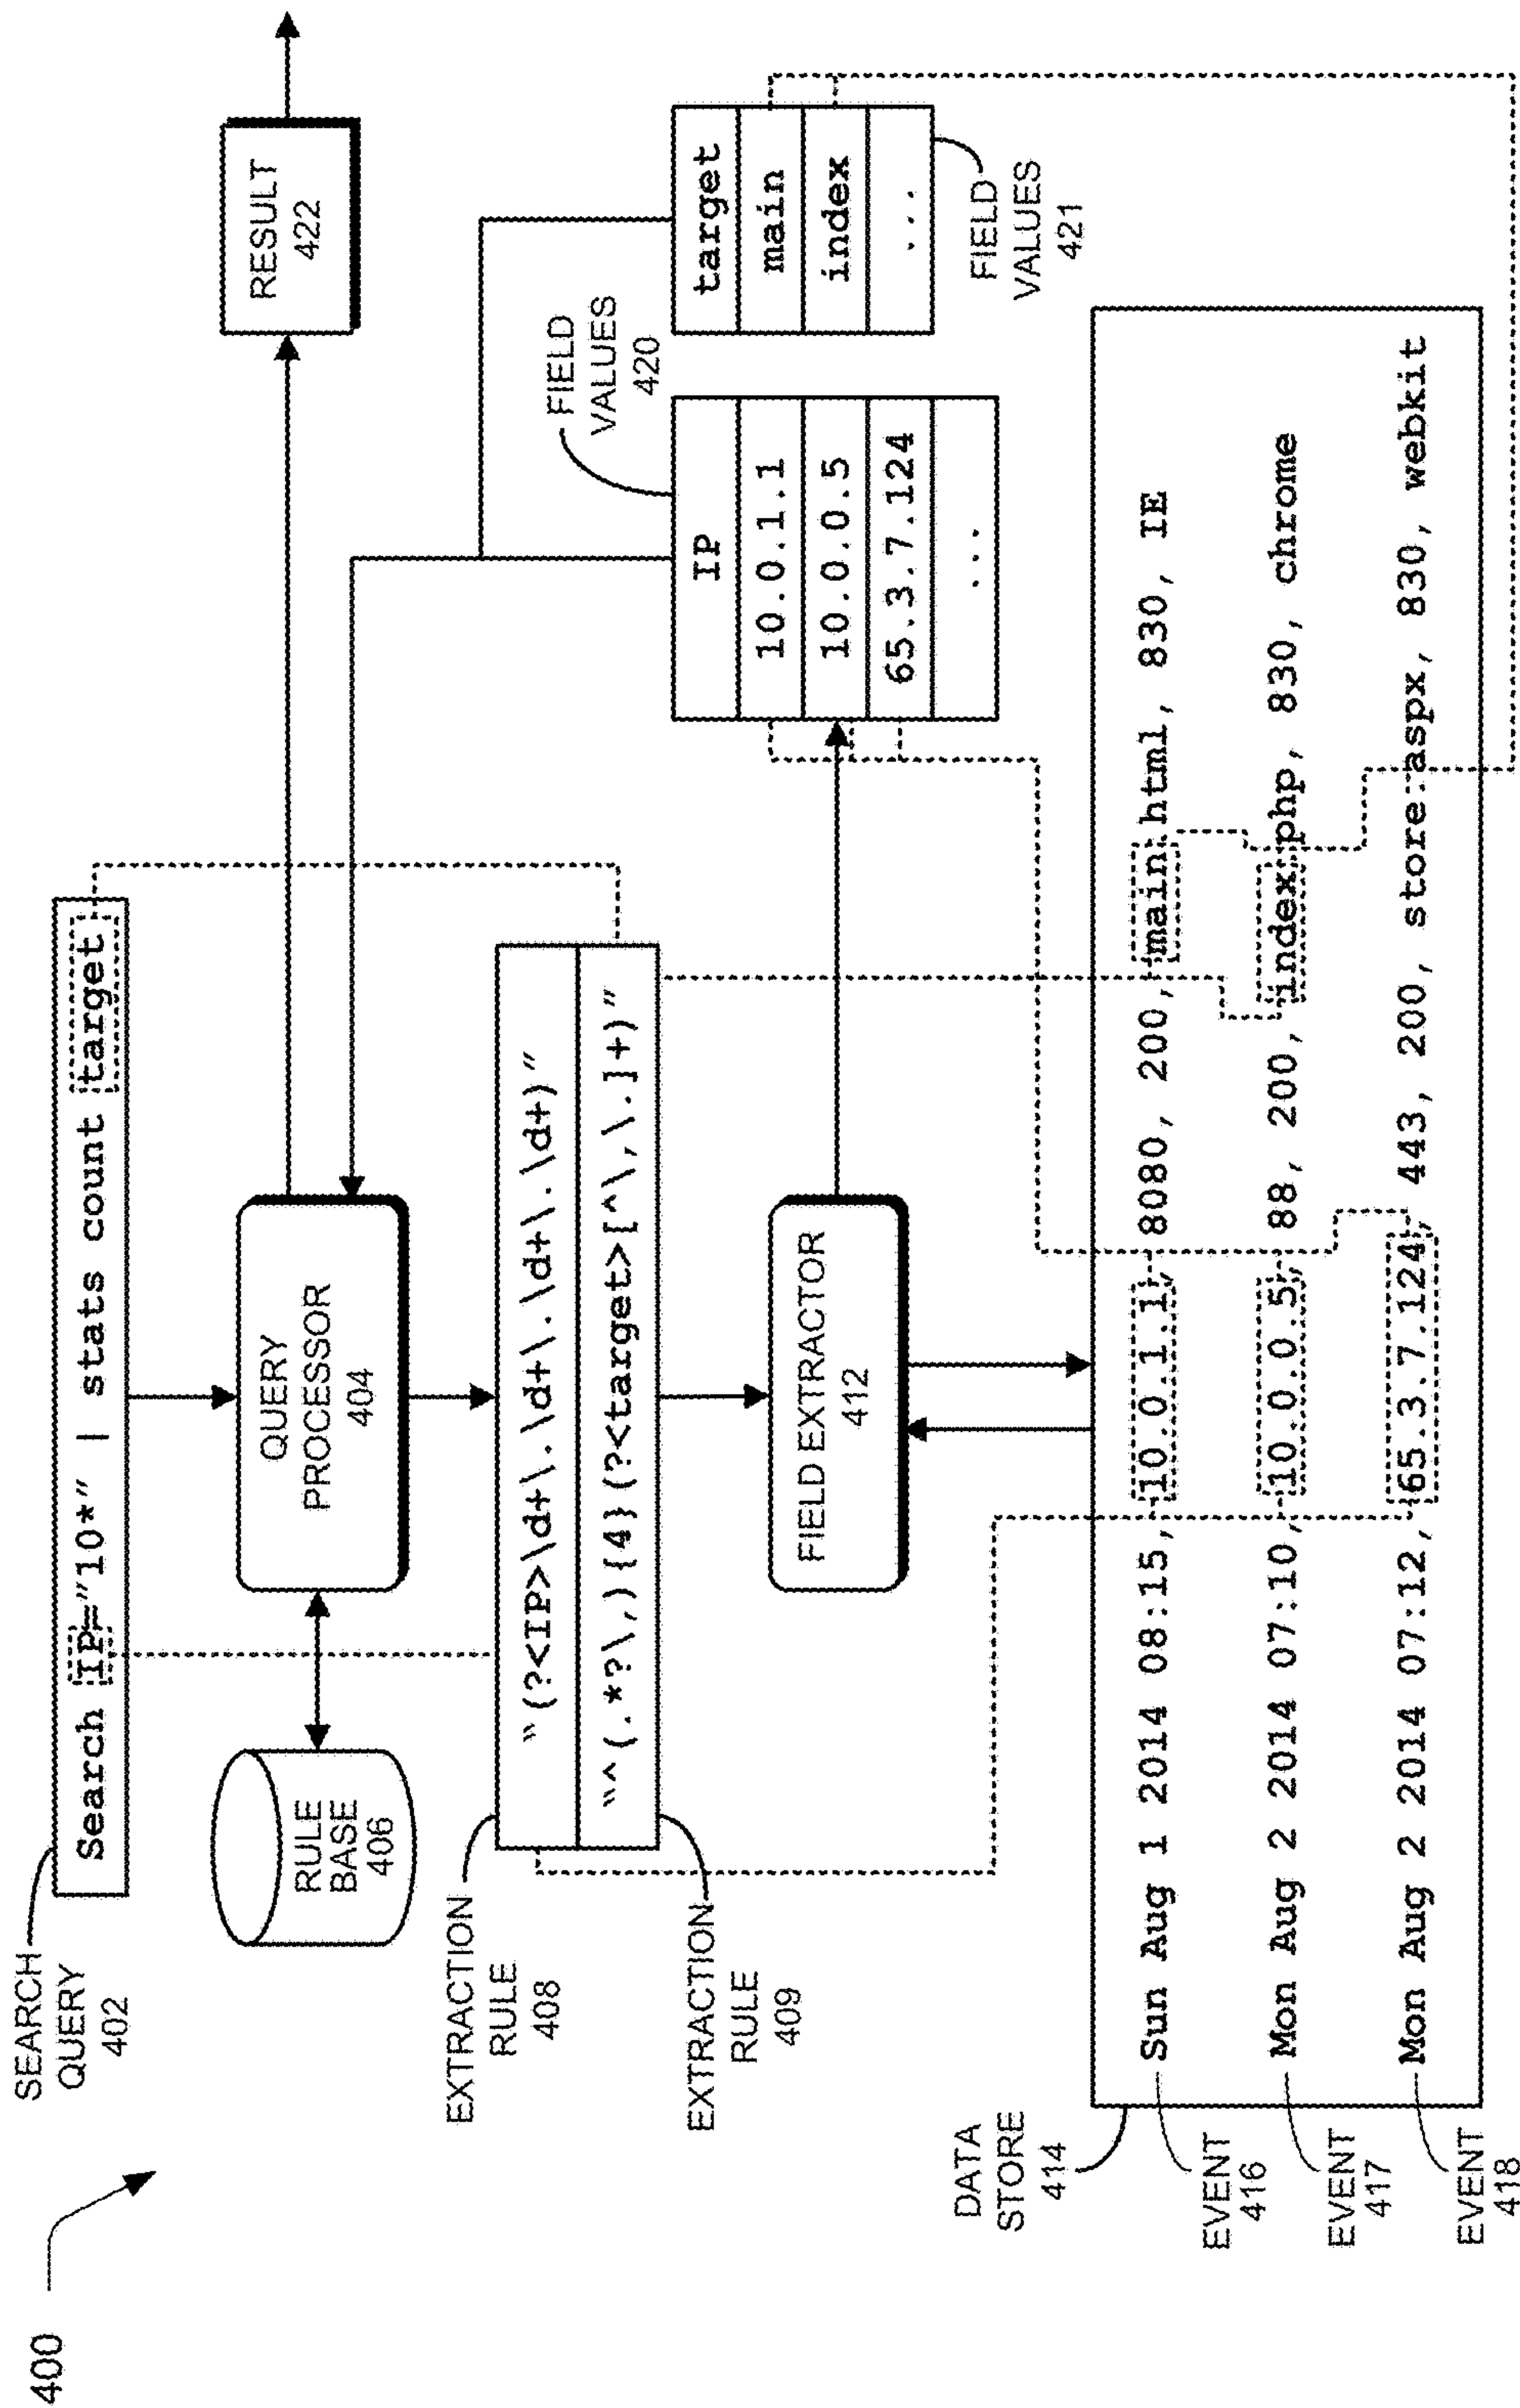 400
SEARCH
QUERY
402
Search IP="10*" | stats count target
RULE
BASE
406
QUERY
PROCESSOR
404
RESULT
422
EXTRACTION
RULE
408
"(?<IP>\d+\.\d+\.\d+\.\d+)"
"^(.*?\,){4}(?<target>[^\,\.]+)"
EXTRACTION
RULE
409
FIELD EXTRACTOR
412
FIELD
VALUES
420
IP
10.0.1.1
10.0.0.5
65.3.7.124
...
target
main
index
...
FIELD
VALUES
421
DATA
STORE
414
EVENT
416
Sun Aug 1 2014 08:15, 10.0.1.1, 8080, 200, main.html, 830, IE
EVENT
417
Mon Aug 2 2014 07:10, 10.0.0.5, 88, 200, index.php, 830, chrome
EVENT
418
Mon Aug 2 2014 07:12, 65.3.7.124, 443, 200, store.aspx, 830, webkit